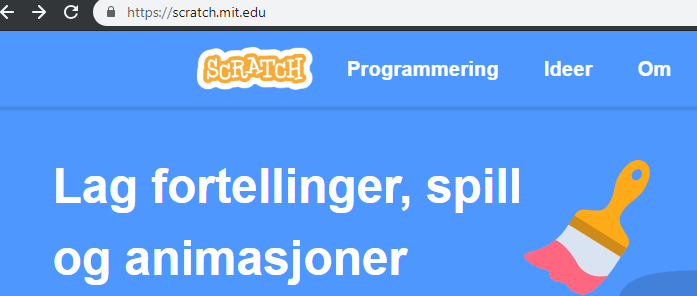 https://scratch.mit.edu
SCRATCH Programmering Ideer Om
Lag fortellinger, spill
og animasjoner